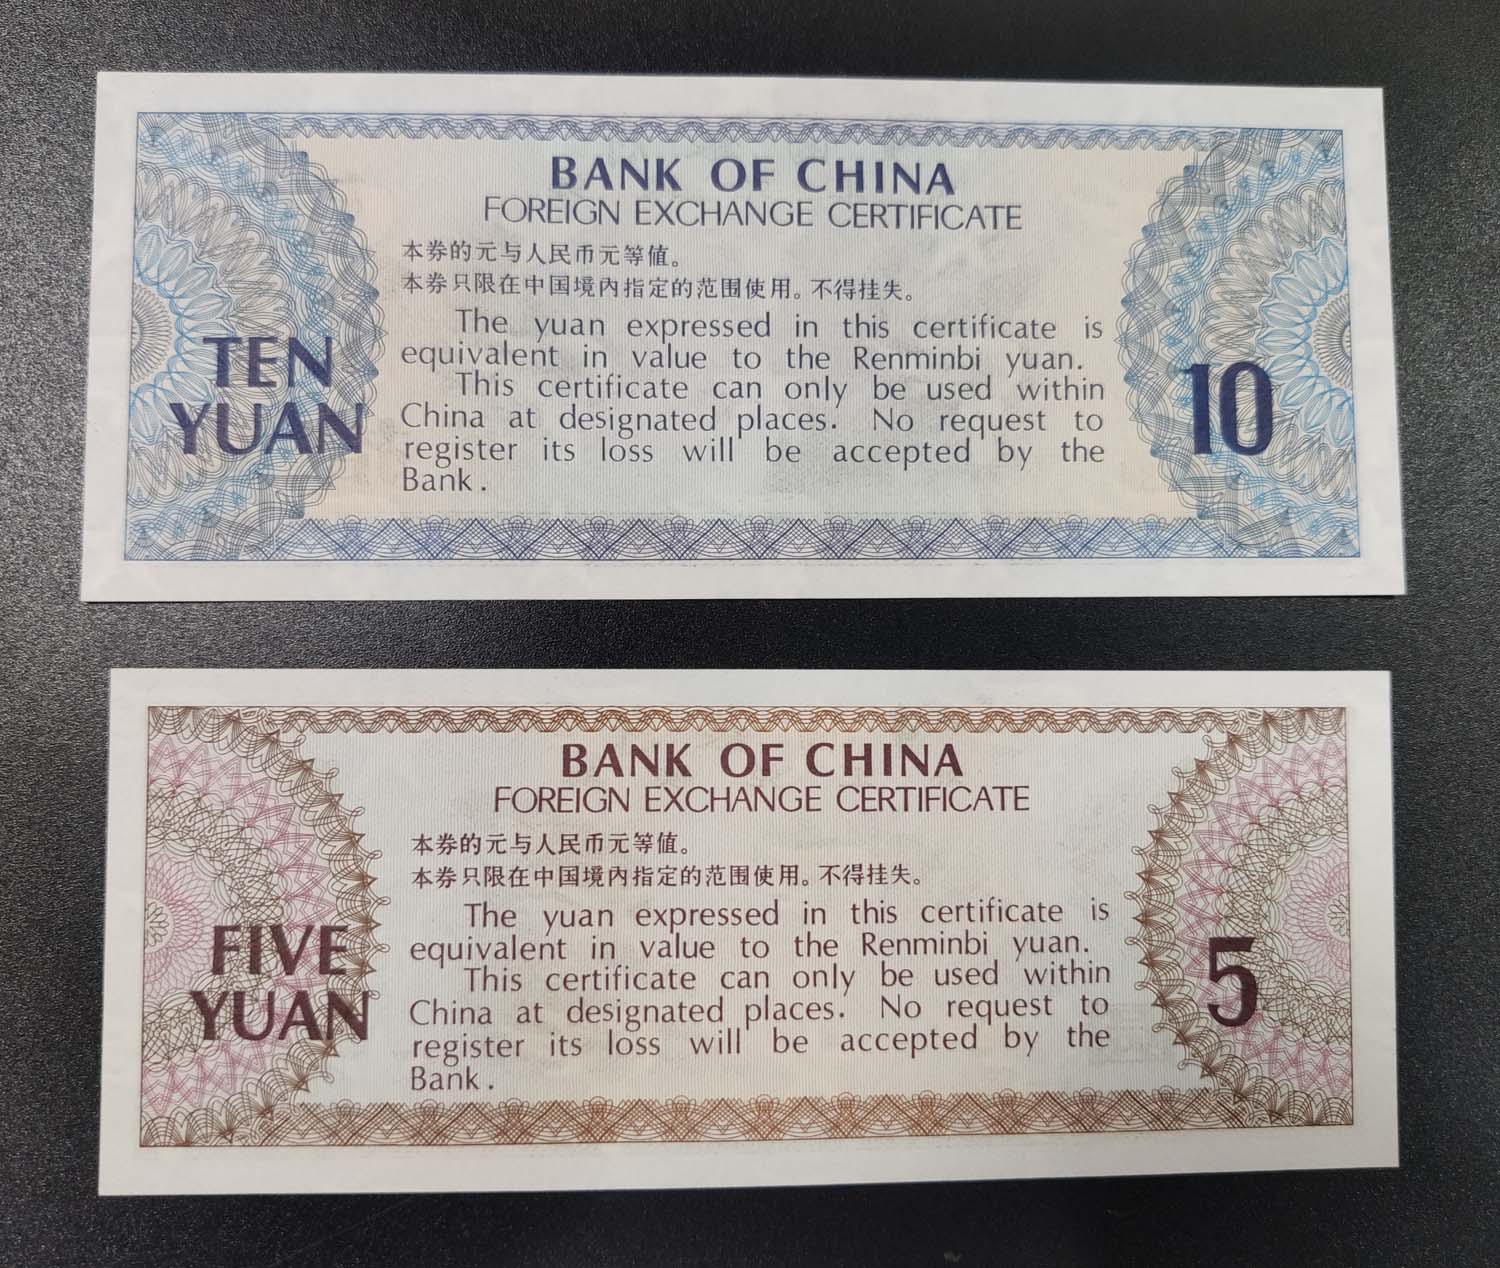 BANK OF CHINA
FOREIGN EXCHANGE CERTIFICATE
本券的元与人民币元等值。
本券只限在中国境内指定的范围使用。不得挂失。
The yuan expressed in this certificate is
equivalent in value to the Renminbi yuan.
This certificate can only be used within
China at designated places. No request to
register its loss will be accepted by the
Bank.
TEN
YUAN
10
BANK OF CHINA
FOREIGN EXCHANGE CERTIFICATE
本券的元与人民币元等值。
本券只限在中国境内指定的范围使用。不得挂失。
The yuan expressed in this certificate is
equivalent in value to the Renminbi yuan.
This certificate can only be used within
China at designated places. No request to
register its loss will be accepted by the
Bank.
FIVE
YUAN
5